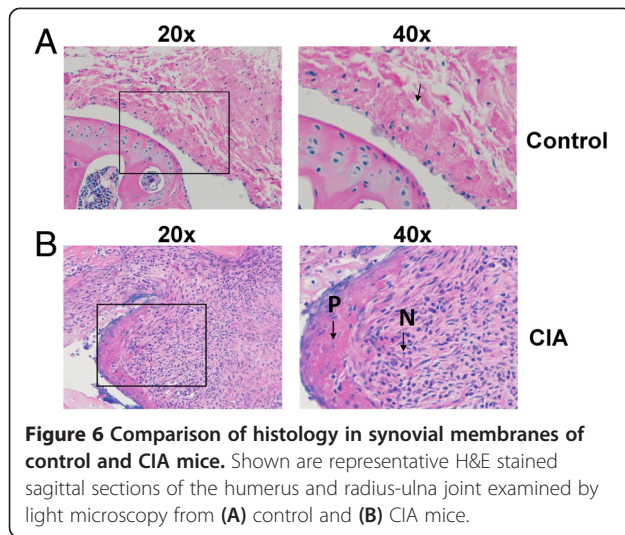 A
20x
40x
Control
B
20x
40x
P
N
CIA
Figure 6 Comparison of histology in synovial membranes of
control and CIA mice. Shown are representative H&E stained
sagittal sections of the humerus and radius-ulna joint examined by
light microscopy from (A) control and (B) CIA mice.